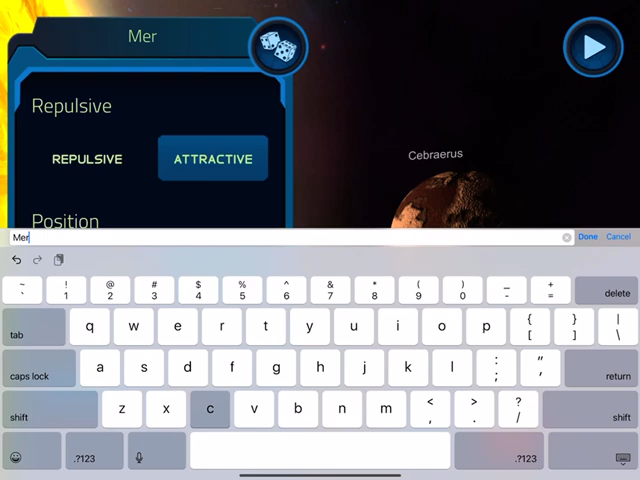 Mer
Repulsive
REPULSIVE ATTRACTIVE
Cebraerus
Position
Mer Done Cancel
~ ! @ # $ % ^ & * ( ) _ +
` 1 2 3 4 5 6 7 8 9 0 - = delete
tab q w e r t y u i o p { [ } ] | \
caps lock a s d f g h j k l : ; " ' return
shift z x c v b n m < , > . ? / shift
.?123 .?123